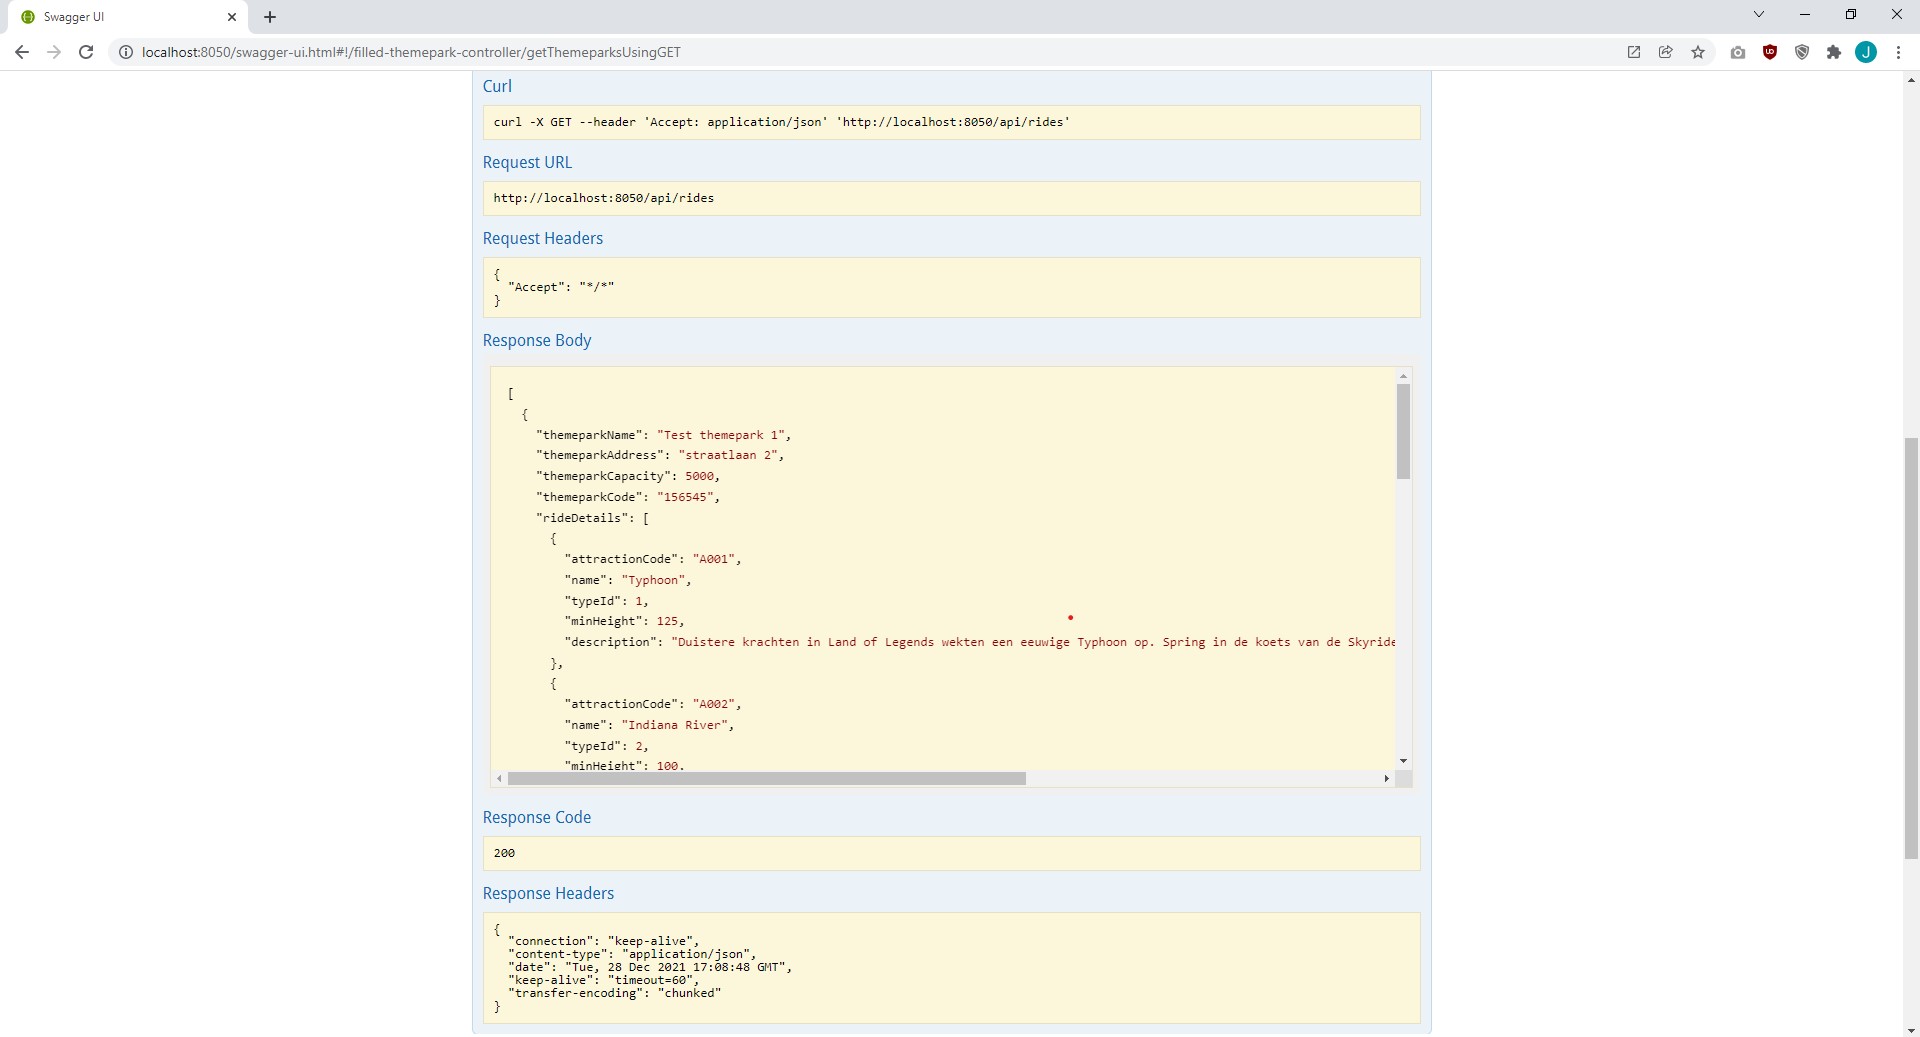 Swagger UI
localhost:8050/swagger-ui.html#!/filled-themepark-controller/getThemeparksUsingGET
J
Curl
curl -X GET --header 'Accept: application/json' 'http://localhost:8050/api/rides'
Request URL
http://localhost:8050/api/rides
Request Headers
{
  "Accept": "*/*"
}
Response Body
[
  {
    "themeparkName": "Test themepark 1",
    "themeparkAddress": "straatlaan 2",
    "themeparkCapacity": 5000,
    "themeparkCode": "156545",
    "rideDetails": [
      {
        "attractionCode": "A001",
        "name": "Typhoon",
        "typeId": 1,
        "minHeight": 125,
        "description": "Duistere krachten in Land of Legends wekten een eeuwige Typhoon op. Spring in de koets van de Skyride
      },
      {
        "attractionCode": "A002",
        "name": "Indiana River",
        "typeId": 2,
        "minHeight": 100,
Response Code
200
Response Headers
{
  "connection": "keep-alive",
  "content-type": "application/json",
  "date": "Tue, 28 Dec 2021 17:08:48 GMT",
  "keep-alive": "timeout=60",
  "transfer-encoding": "chunked"
}